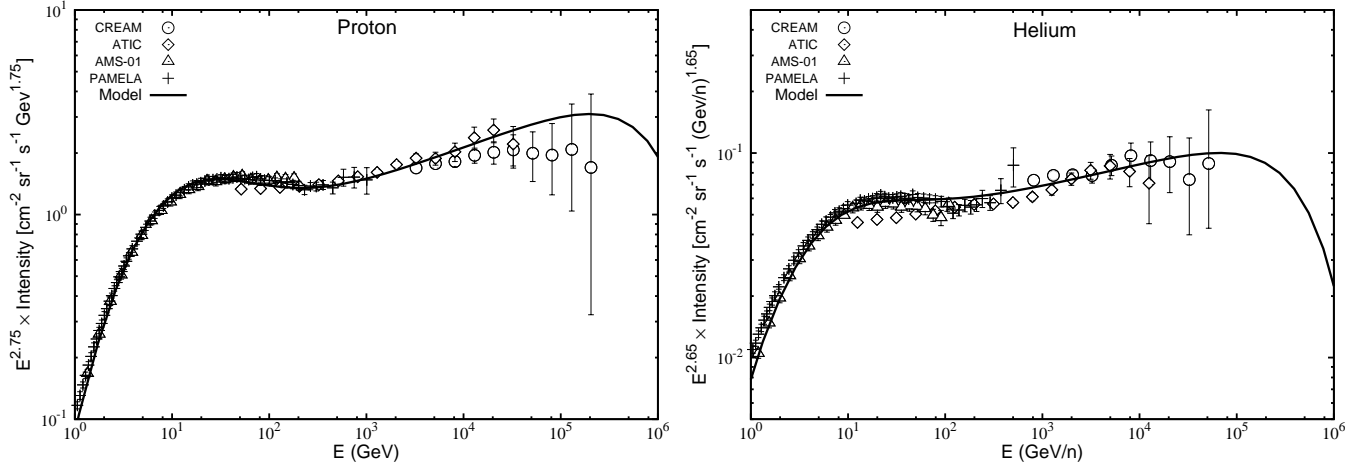 Proton
CREAM
ATIC
AMS-01
PAMELA
Model
E^2.75 × Intensity [cm^-2 sr^-1 s^-1 Gev^1.75]
10^1
10^0
10^-1
10^0 10^1 10^2 10^3 10^4 10^5 10^6
E (GeV)
Helium
CREAM
ATIC
AMS-01
PAMELA
Model
E^2.65 × Intensity [cm^-2 sr^-1 s^-1 (Gev/n)^1.65]
10^-1
10^-2
10^0 10^1 10^2 10^3 10^4 10^5 10^6
E (GeV/n)